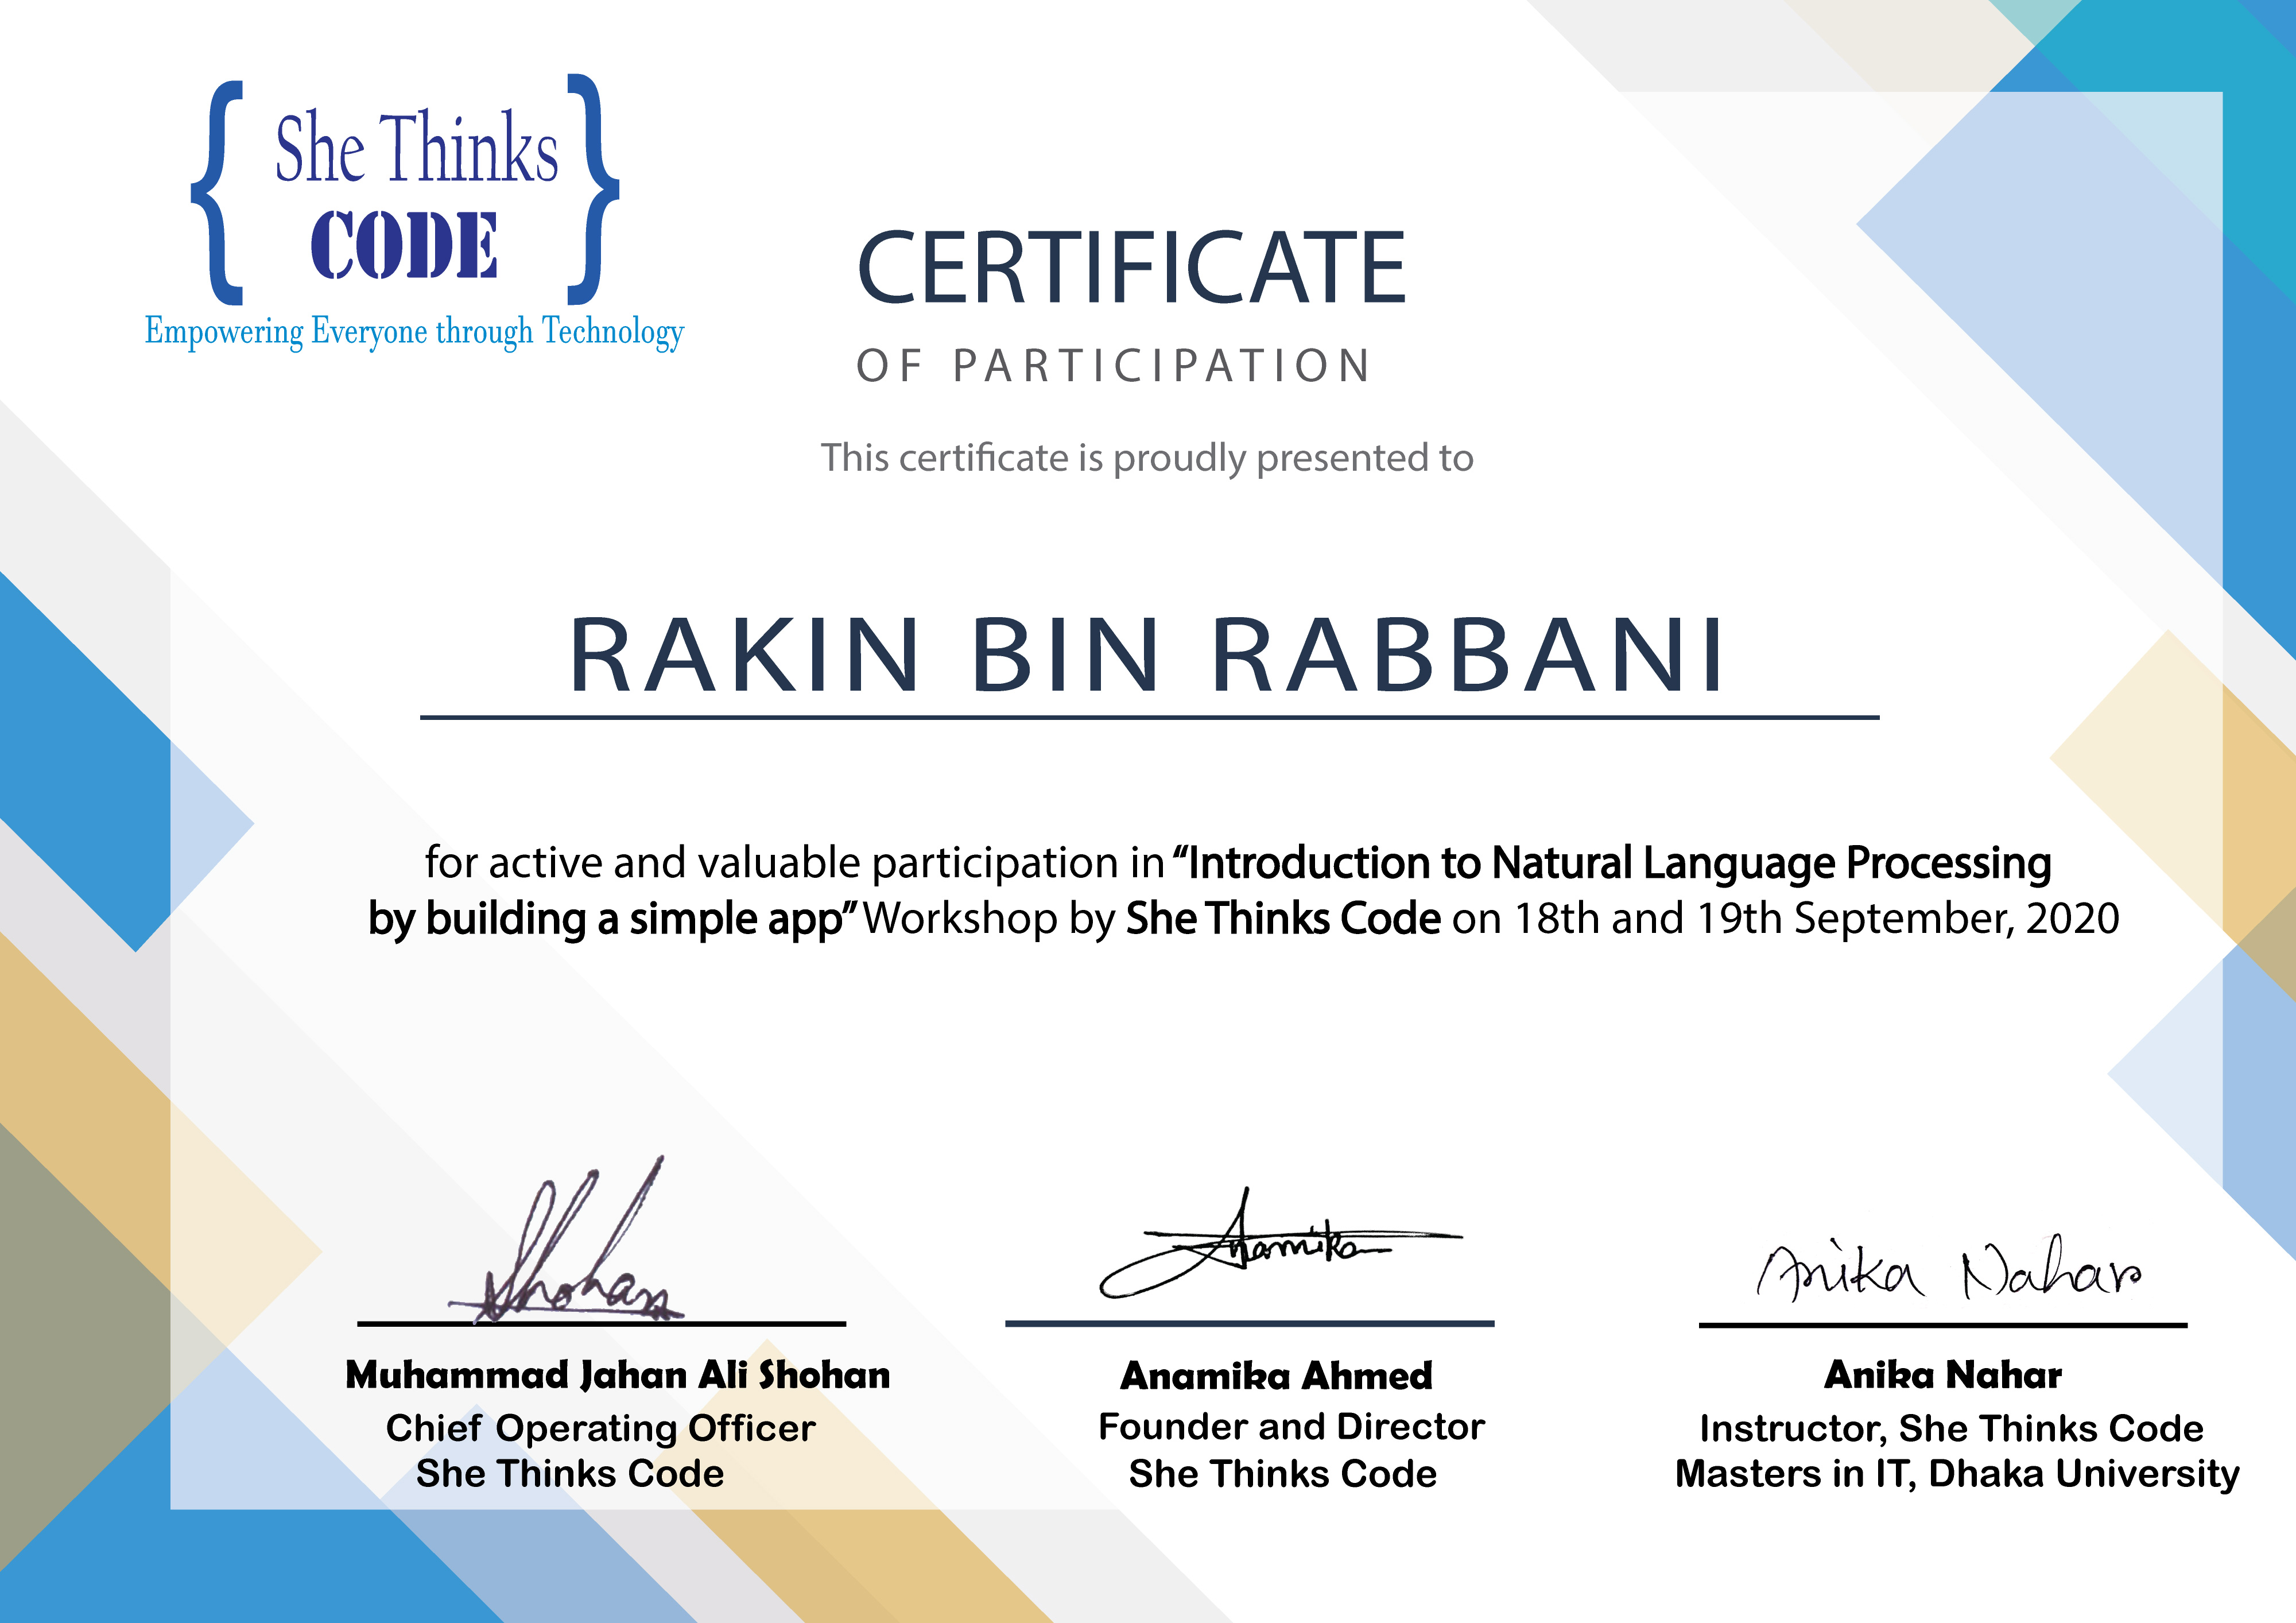 { She Thinks }
CODE
Empowering Everyone through Technology
CERTIFICATE
OF PARTICIPATION
This certificate is proudly presented to
RAKIN BIN RABBANI
for active and valuable participation in “Introduction to Natural Language Processing
by building a simple app” Workshop by She Thinks Code on 18th and 19th September, 2020
Shohan
Anamika
Anika Nahar
Muhammad Jahan Ali Shohan
Chief Operating Officer
She Thinks Code
Anamika Ahmed
Founder and Director
She Thinks Code
Anika Nahar
Instructor, She Thinks Code
Masters in IT, Dhaka University